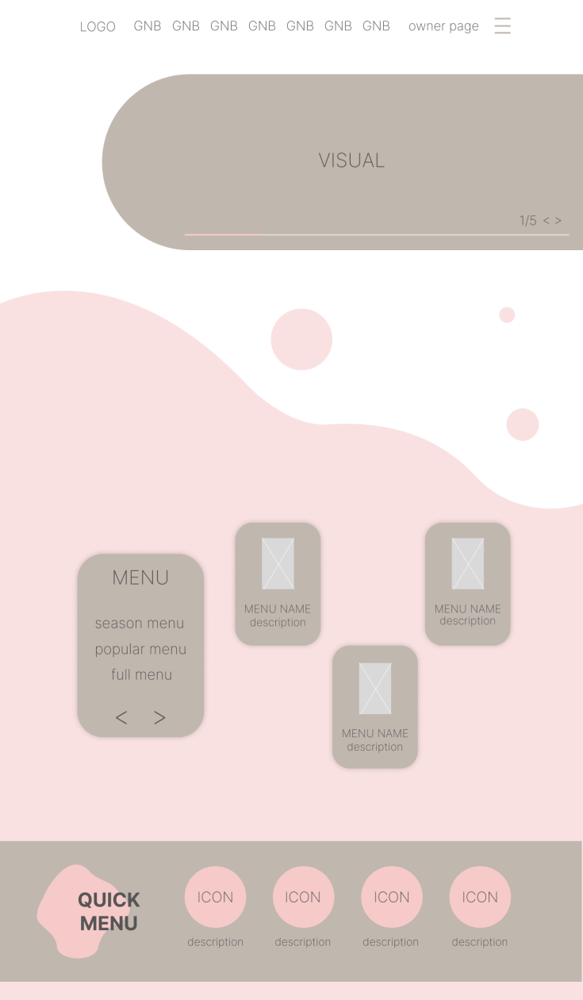 LOGO GNB GNB GNB GNB GNB GNB GNB owner page
VISUAL
1/5 < >
MENU
season menu
popular menu
full menu
< >
MENU NAME
description
MENU NAME
description
MENU NAME
description
QUICK
MENU
ICON ICON ICON ICON
description description description description